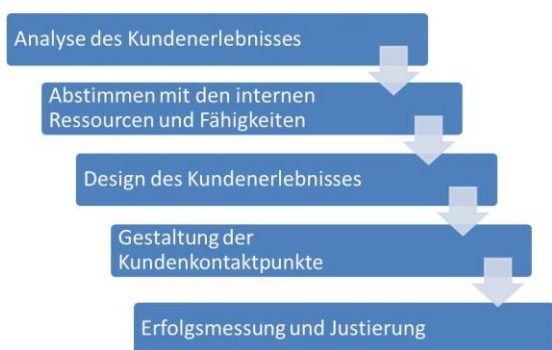 Analyse des Kundenerlebnisses
Abstimmen mit den internen
Ressourcen und Fähigkeiten
Design des Kundenerlebnisses
Gestaltung der
Kundenkontaktpunkte
Erfolgsmessung und Justierung